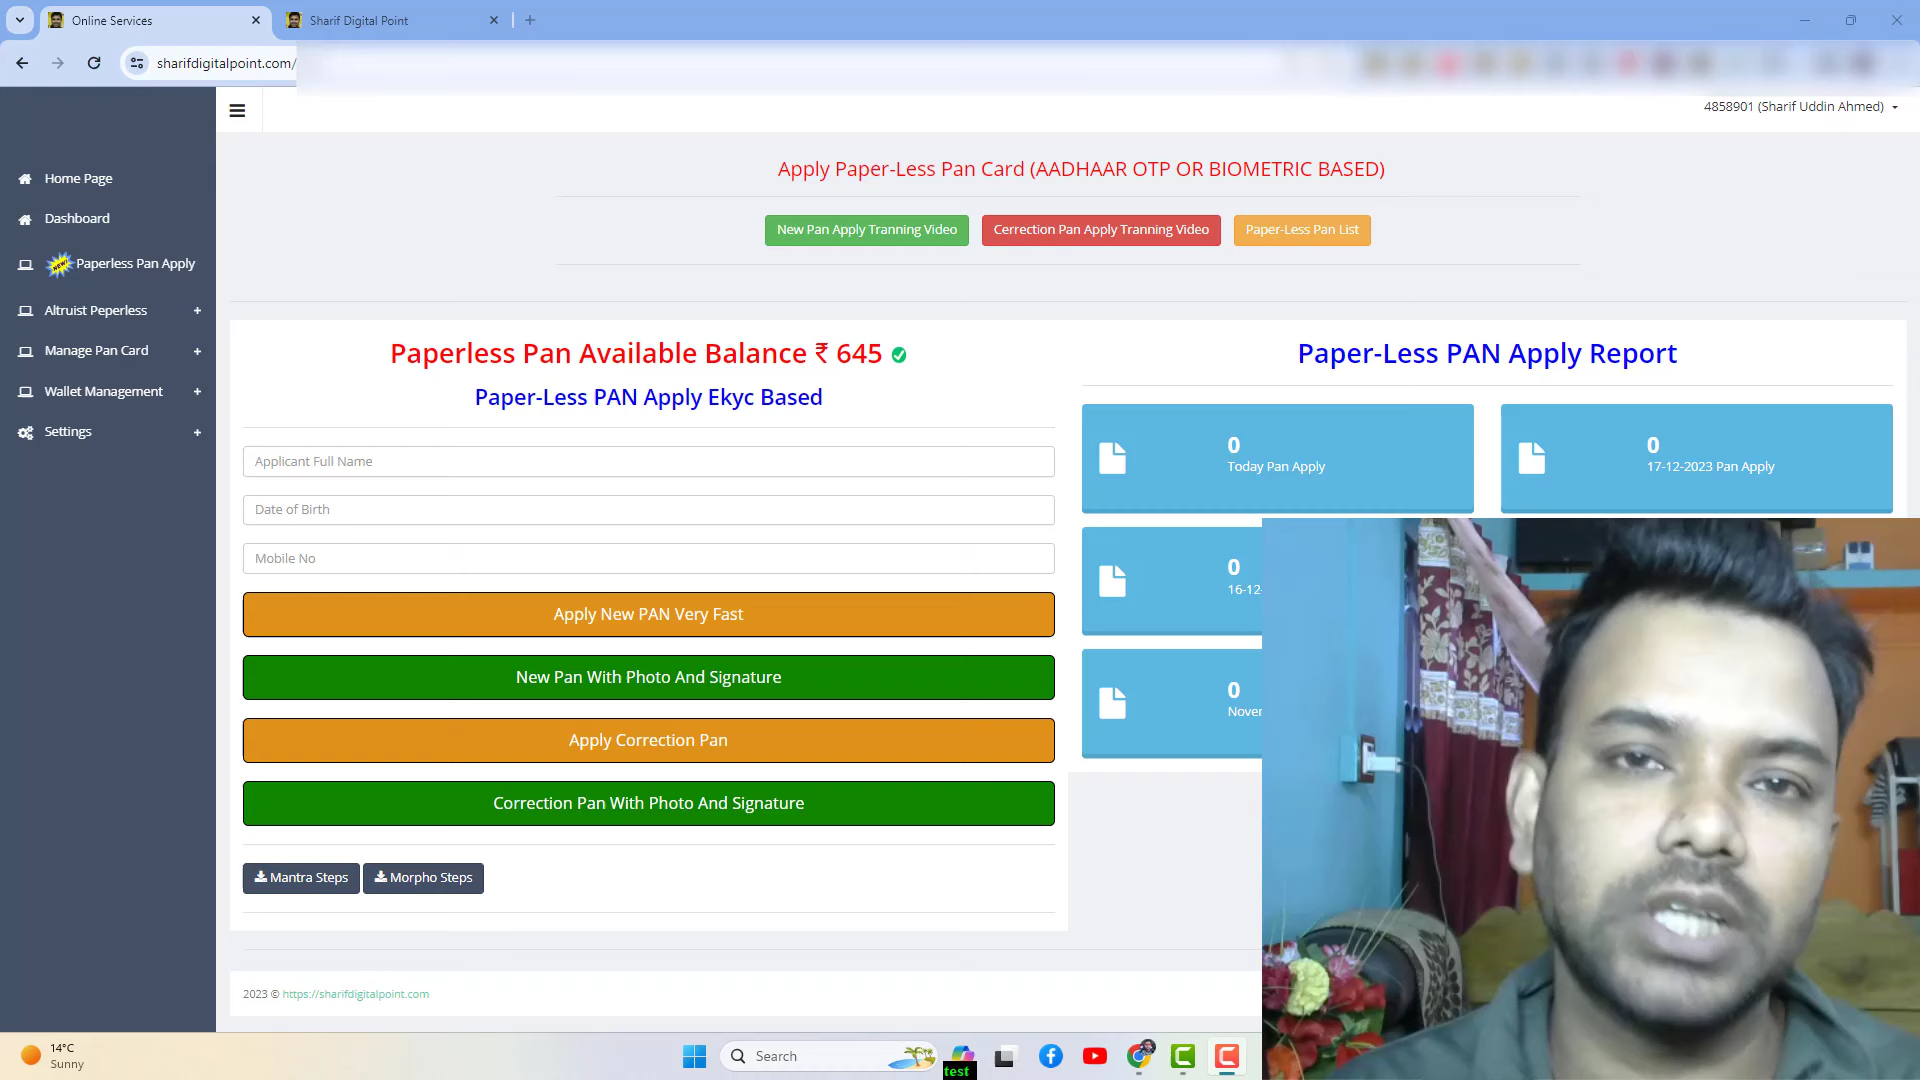 Online Services
Sharif Digital Point
sharifdigitalpoint.com/
4858901 (Sharif Uddin Ahmed)
Home Page
Dashboard
NEW Paperless Pan Apply
Altruist Peperless +
Manage Pan Card +
Wallet Management +
Settings +
Apply Paper-Less Pan Card (AADHAAR OTP OR BIOMETRIC BASED)
New Pan Apply Tranning Video
Cerrection Pan Apply Tranning Video
Paper-Less Pan List
Paperless Pan Available Balance ₹ 645
Paper-Less PAN Apply Ekyc Based
Applicant Full Name
Date of Birth
Mobile No
Apply New PAN Very Fast
New Pan With Photo And Signature
Apply Correction Pan
Correction Pan With Photo And Signature
Mantra Steps
Morpho Steps
Paper-Less PAN Apply Report
0
Today Pan Apply
0
17-12-2023 Pan Apply
0
16-12-
0
Nover
2023 © https://sharifdigitalpoint.com
14°C
Sunny
Search
test